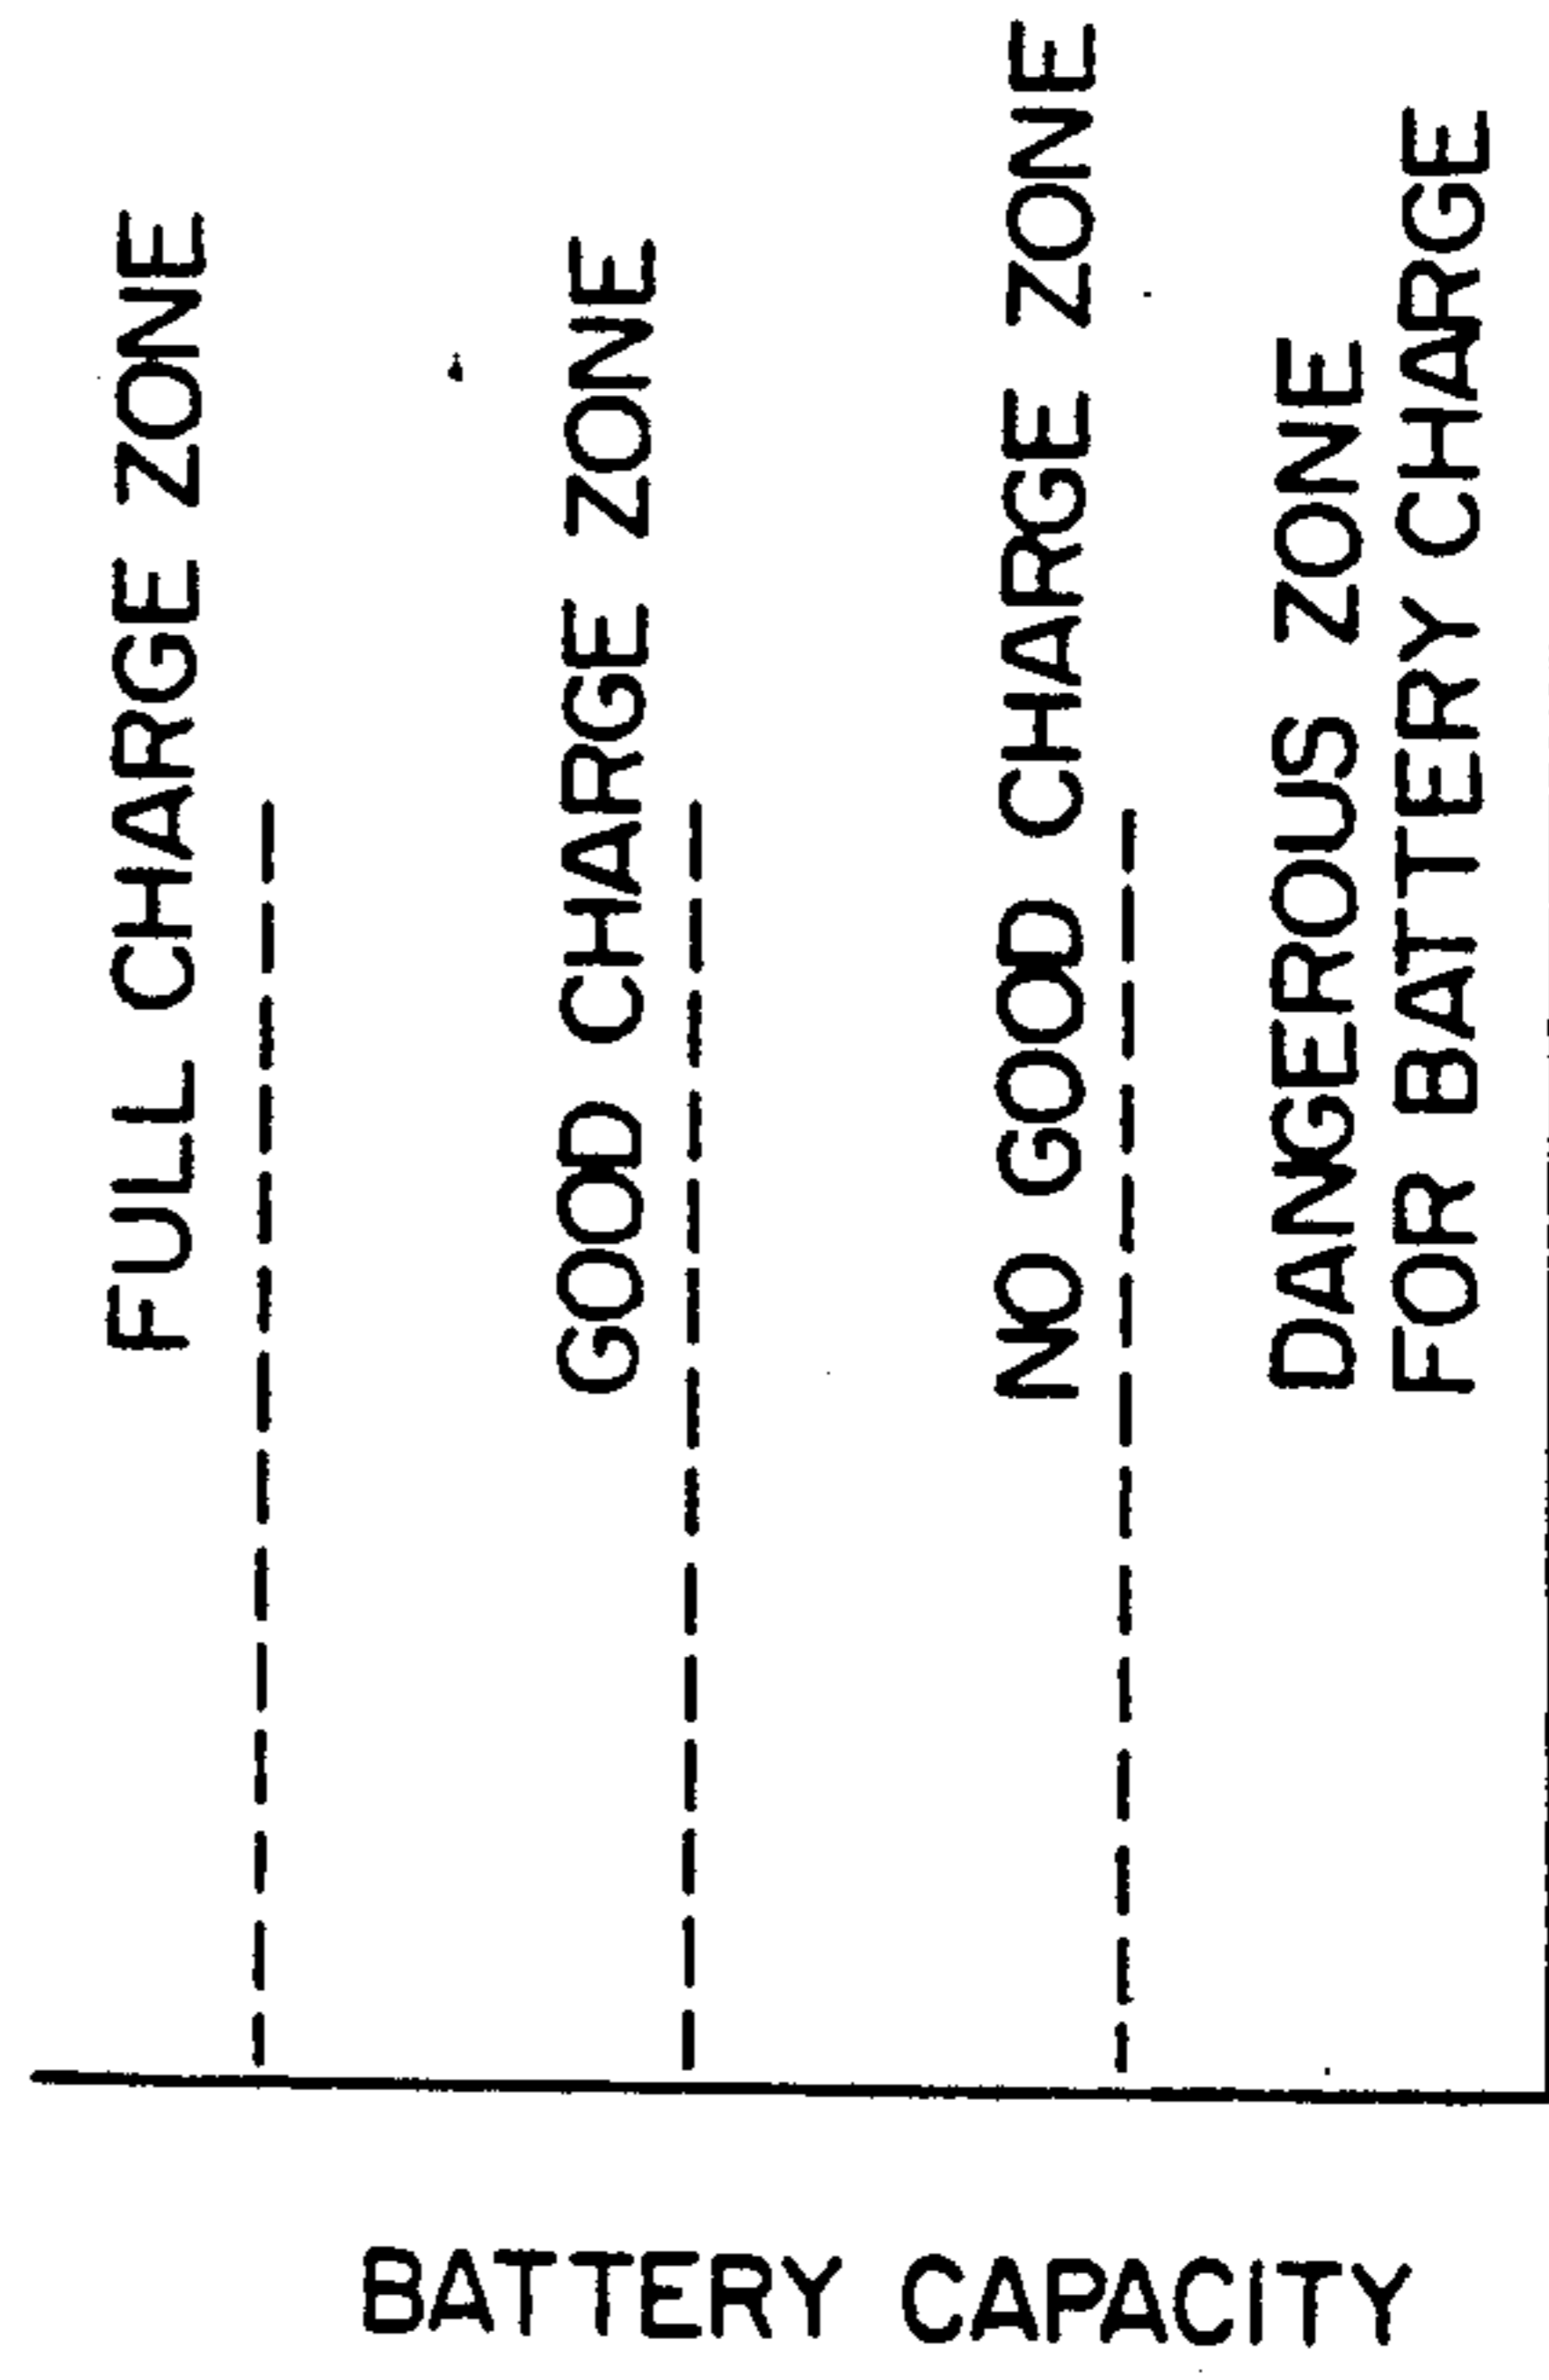 FULL CHARGE ZONE
GOOD CHARGE ZONE
NO GOOD CHARGE ZONE
DANGEROUS ZONE
FOR BATTERY CHARGE
BATTERY CAPACITY